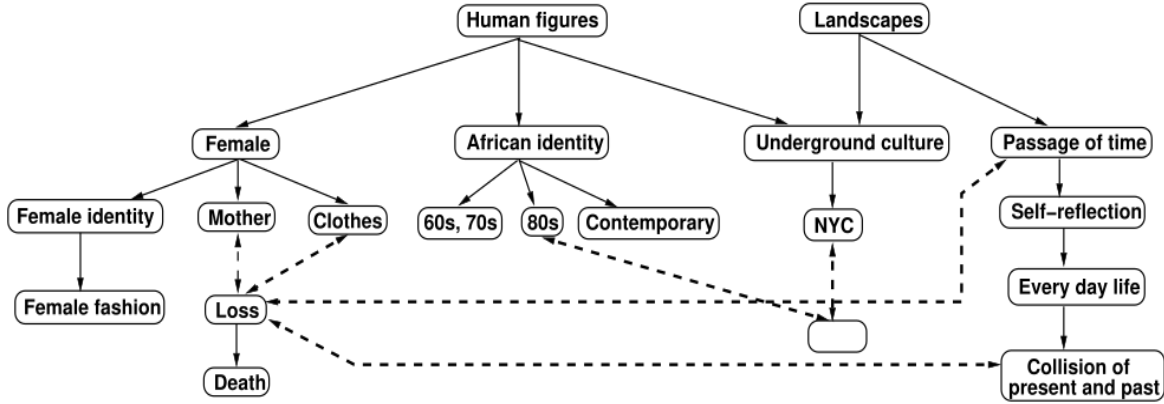 Human figures
Landscapes
Female
African identity
Underground culture
Passage of time
Female identity
Mother
Clothes
60s, 70s
80s
Contemporary
NYC
Self-reflection
Female fashion
Loss
Every day life
Death
Collision of
present and past